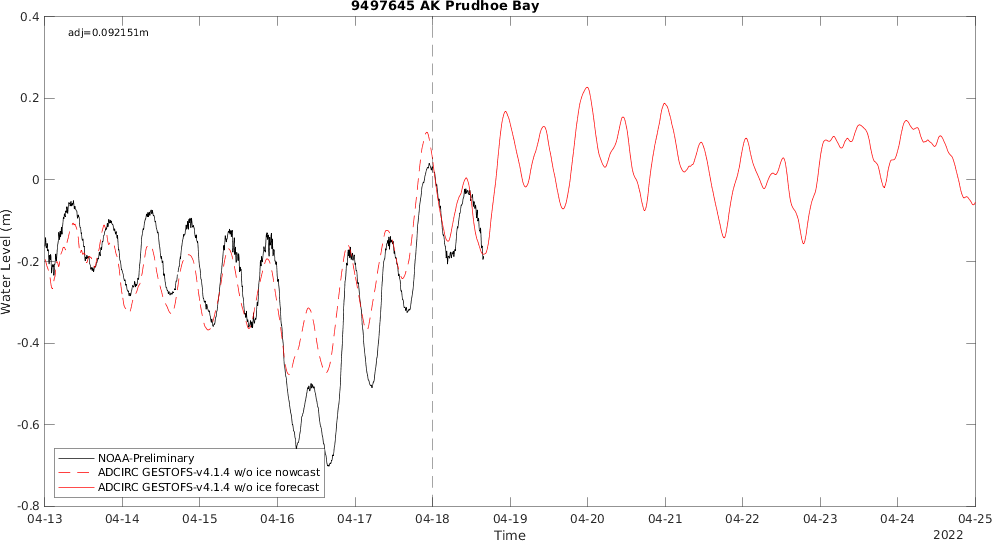 9497645 AK Prudhoe Bay
adj=0.092151m
0.4
0.2
0
-0.2
-0.4
-0.6
-0.8
Water Level (m)
NOAA-Preliminary
ADCIRC GESTOFS-v4.1.4 w/o ice nowcast
ADCIRC GESTOFS-v4.1.4 w/o ice forecast
04-13 04-14 04-15 04-16 04-17 04-18 04-19 04-20 04-21 04-22 04-23 04-24 04-25
Time
2022